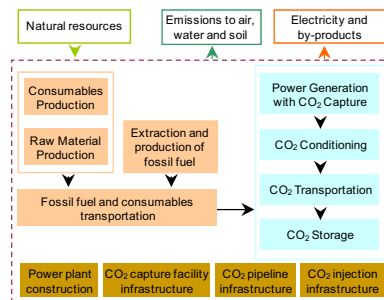 Natural resources
Emissions to air,
water and soil
Electricity and
by-products
Consumables
Production
Raw Material
Production
Extraction and
production of
fossil fuel
Fossil fuel and consumables
transportation
Power Generation
with CO₂ Capture
CO₂ Conditioning
CO₂ Transportation
CO₂ Storage
Power plant
construction
CO₂ capture facility
infrastructure
CO₂ pipeline
infrastructure
CO₂ injection
infrastructure